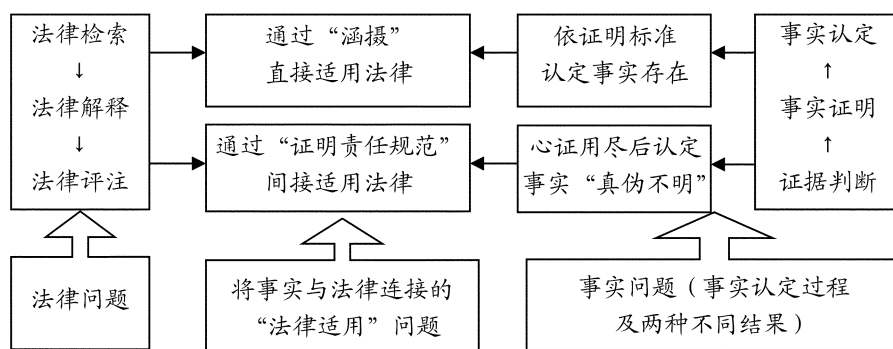 法律检索
↓
法律解释
↓
法律评注
通过“涵摄”
直接适用法律
依证明标准
认定事实存在
事实认定
↑
事实证明
↑
证据判断
通过“证明责任规范”
间接适用法律
心证用尽后认定
事实“真伪不明”
法律问题
将事实与法律连接的
“法律适用”问题
事实问题（事实认定过程
及两种不同结果）